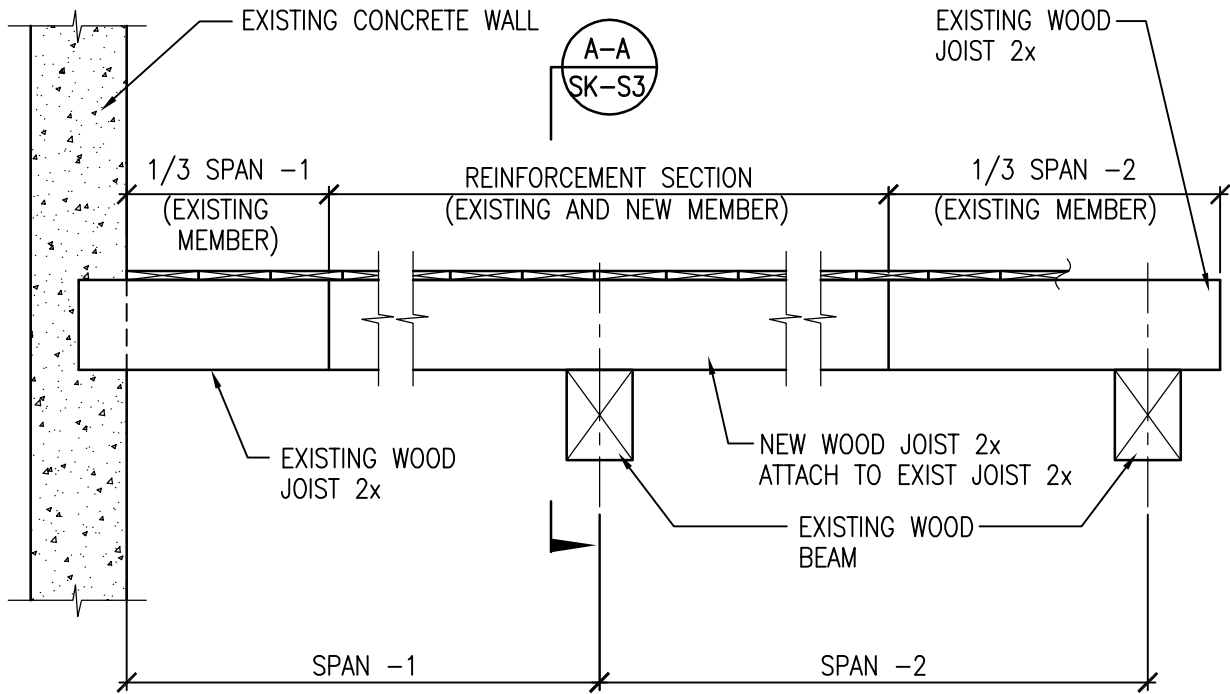 EXISTING CONCRETE WALL
A-A
SK-S3
EXISTING WOOD
JOIST 2x
1/3 SPAN -1
(EXISTING
MEMBER)
REINFORCEMENT SECTION
(EXISTING AND NEW MEMBER)
1/3 SPAN -2
(EXISTING MEMBER)
EXISTING WOOD
JOIST 2x
NEW WOOD JOIST 2x
ATTACH TO EXIST JOIST 2x
EXISTING WOOD
BEAM
SPAN -1
SPAN -2